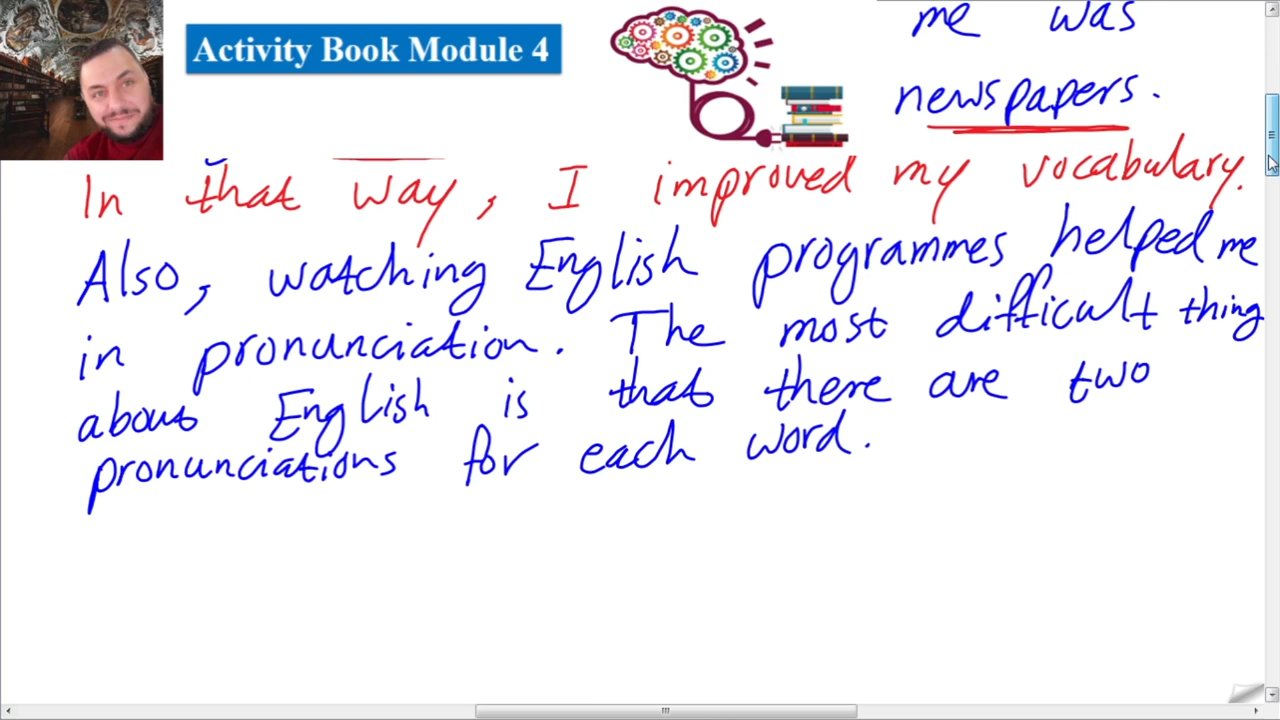 Activity Book Module 4
me was
newspapers.
In that way, I improved my vocabulary.
Also, watching English programmes helped me
in pronunciation. The most difficult thing
about English is that there are two
pronunciations for each word.